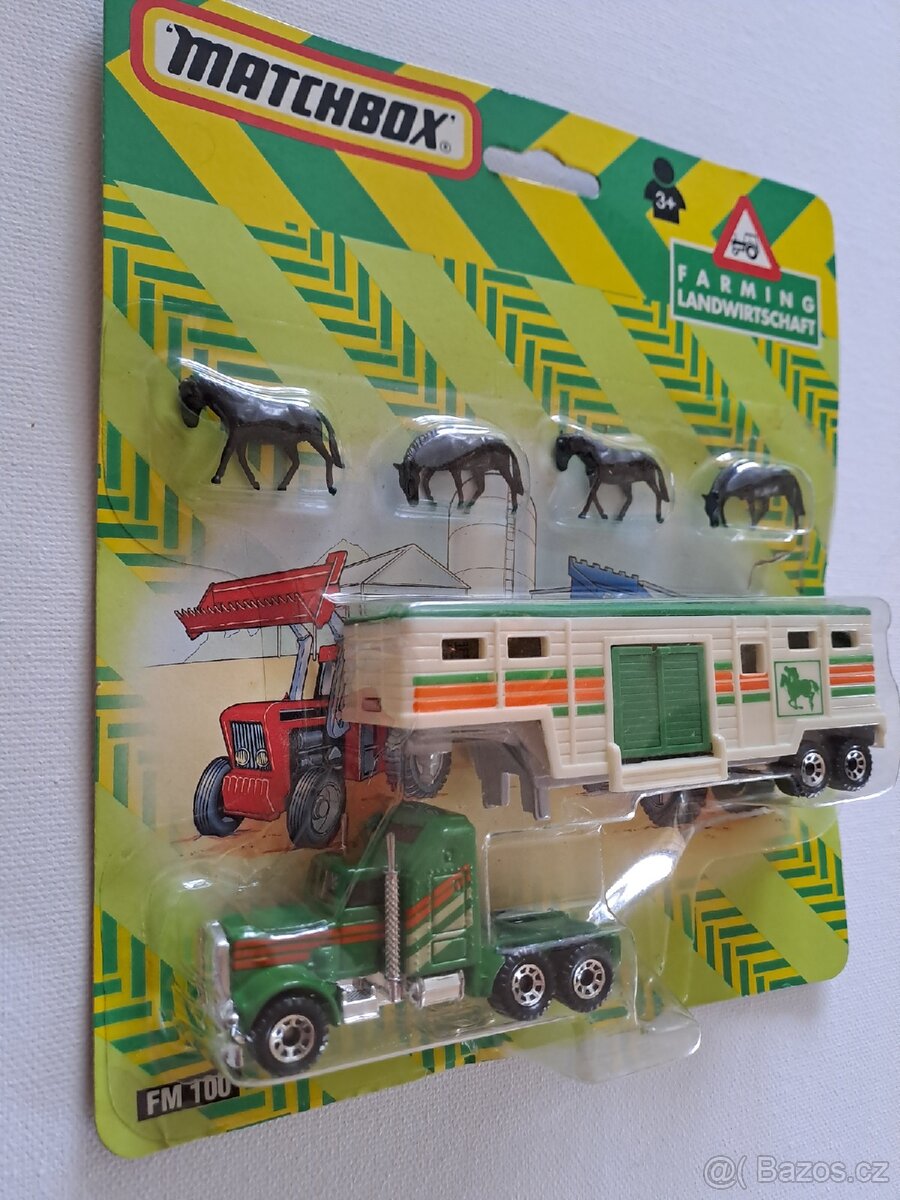 'MATCHBOX'®
3+
FARMING
LANDWIRTSCHAFT
FM 100
@( Bazos.cz